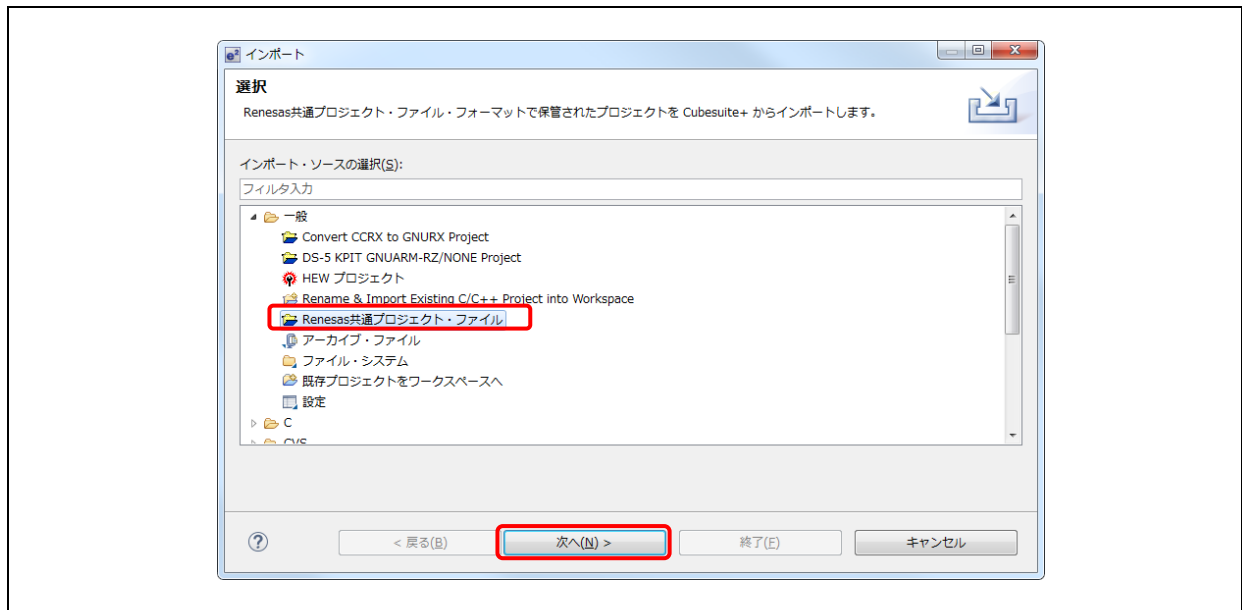 インポート
選択
Renesas共通プロジェクト・ファイル・フォーマットで保管されたプロジェクトを Cubesuite+ からインポートします。
インポート・ソースの選択(S):
フィルタ入力
一般
Convert CCRX to GNURX Project
DS-5 KPIT GNUARM-RZ/NONE Project
HEW プロジェクト
Rename & Import Existing C/C++ Project into Workspace
Renesas共通プロジェクト・ファイル
アーカイブ・ファイル
ファイル・システム
既存プロジェクトをワークスペースへ
設定
C
CVS
< 戻る(B) 次へ(N) > 終了(F) キャンセル